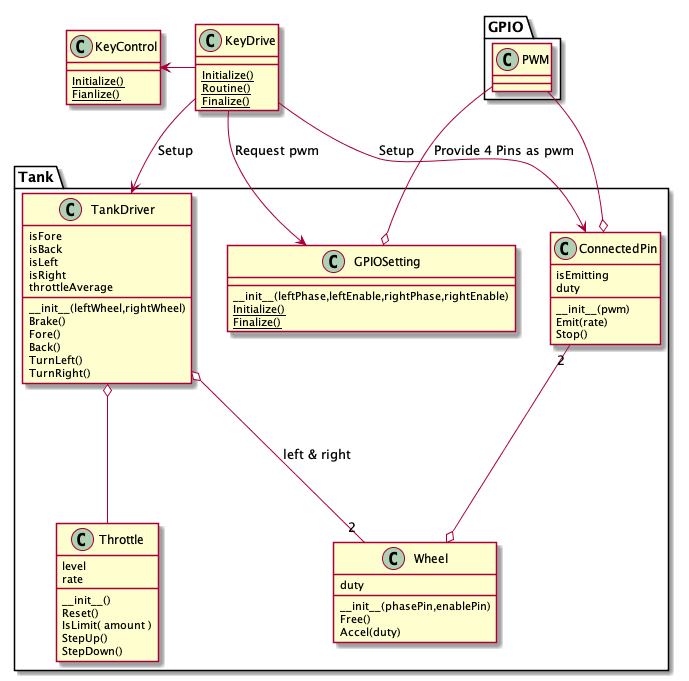 GPIO
C KeyControl
Initialize()
Fianlize()
C KeyDrive
Initialize()
Routine()
Finalize()
C PWM
Setup
Request pwm
Setup
Provide 4 Pins as pwm
Tank
C TankDriver
isFore
isBack
isLeft
isRight
throttleAverage
__init__(leftWheel,rightWheel)
Brake()
Fore()
Back()
TurnLeft()
TurnRight()
C GPIOSetting
__init__(leftPhase,leftEnable,rightPhase,rightEnable)
Initialize()
Finalize()
C ConnectedPin
isEmitting
duty
__init__(pwm)
Emit(rate)
Stop()
2
left & right
2
C Throttle
level
rate
__init__()
Reset()
IsLimit( amount )
StepUp()
StepDown()
C Wheel
duty
__init__(phasePin,enablePin)
Free()
Accel(duty)